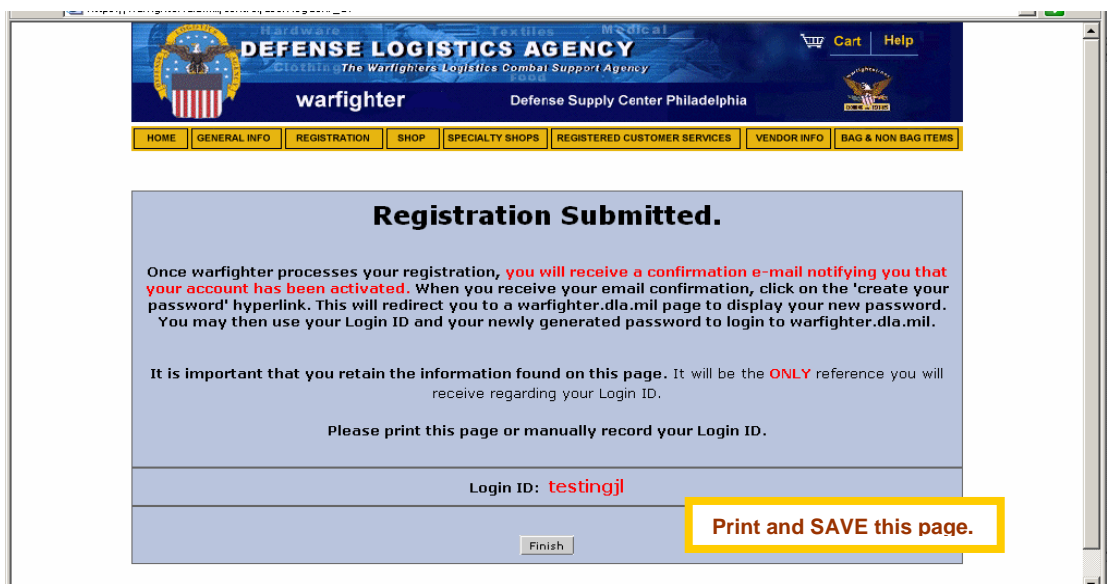 Hardware Textiles Medical
DEFENSE LOGISTICS AGENCY
Clothing The Warfighters Logistics Combat Support Agency
Food
Cart Help
warfighter Defense Supply Center Philadelphia
HOME GENERAL INFO REGISTRATION SHOP SPECIALTY SHOPS REGISTERED CUSTOMER SERVICES VENDOR INFO BAG & NON BAG ITEMS
Registration Submitted.
Once warfighter processes your registration, you will receive a confirmation e-mail notifying you that
your account has been activated. When you receive your email confirmation, click on the 'create your
password' hyperlink. This will redirect you to a warfighter.dla.mil page to display your new password.
You may then use your Login ID and your newly generated password to login to warfighter.dla.mil.
It is important that you retain the information found on this page. It will be the ONLY reference you will
receive regarding your Login ID.
Please print this page or manually record your Login ID.
Login ID: testingjl
Print and SAVE this page.
Finish